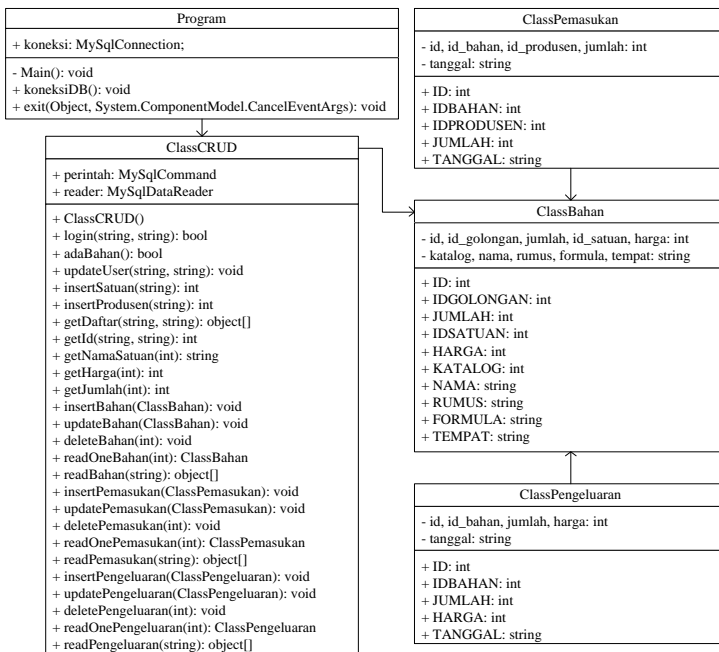 Program
+ koneksi: MySqlConnection;
- Main(): void
+ koneksiDB(): void
+ exit(Object, System.ComponentModel.CancelEventArgs): void
ClassCRUD
+ perintah: MySqlCommand
+ reader: MySqlDataReader
+ ClassCRUD()
+ login(string, string): bool
+ adaBahan(): bool
+ updateUser(string, string): void
+ insertSatuan(string): int
+ insertProdusen(string): int
+ getDaftar(string, string): object[]
+ getId(string, string): int
+ getNamaSatuan(int): string
+ getHarga(int): int
+ getJumlah(int): int
+ insertBahan(ClassBahan): void
+ updateBahan(ClassBahan): void
+ deleteBahan(int): void
+ readOneBahan(int): ClassBahan
+ readBahan(string): object[]
+ insertPemasukan(ClassPemasukan): void
+ updatePemasukan(ClassPemasukan): void
+ deletePemasukan(int): void
+ readOnePemasukan(int): ClassPemasukan
+ readPemasukan(string): object[]
+ insertPengeluaran(ClassPengeluaran): void
+ updatePengeluaran(ClassPengeluaran): void
+ deletePengeluaran(int): void
+ readOnePengeluaran(int): ClassPengeluaran
+ readPengeluaran(string): object[]
ClassPemasukan
- id, id_bahan, id_produsen, jumlah: int
- tanggal: string
+ ID: int
+ IDBAHAN: int
+ IDPRODUSEN: int
+ JUMLAH: int
+ TANGGAL: string
ClassBahan
- id, id_golongan, jumlah, id_satuan, harga: int
- katalog, nama, rumus, formula, tempat: string
+ ID: int
+ IDGOLONGAN: int
+ JUMLAH: int
+ IDSATUAN: int
+ HARGA: int
+ KATALOG: int
+ NAMA: string
+ RUMUS: string
+ FORMULA: string
+ TEMPAT: string
ClassPengeluaran
- id, id_bahan, jumlah, harga: int
- tanggal: string
+ ID: int
+ IDBAHAN: int
+ JUMLAH: int
+ HARGA: int
+ TANGGAL: string